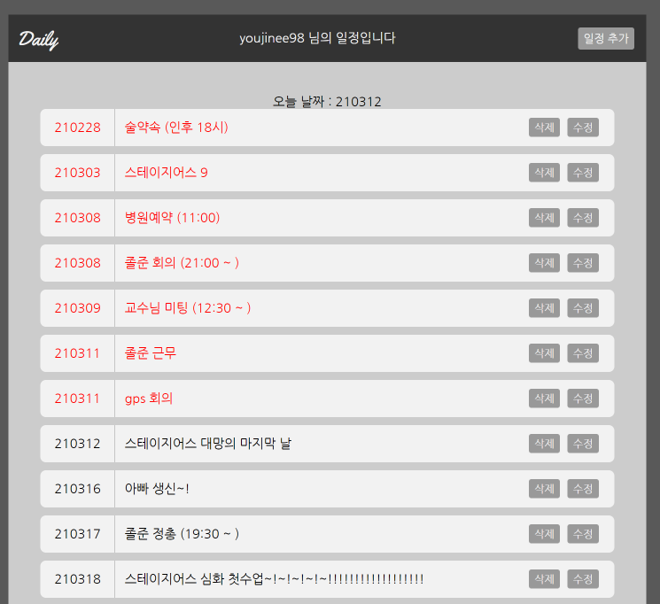 Daily
youjinee98 님의 일정입니다
일정 추가
오늘 날짜 : 210312
210228 술약속 (인후 18시) 삭제 수정
210303 스테이지어스 9 삭제 수정
210308 병원예약 (11:00) 삭제 수정
210308 졸준 회의 (21:00 ~ ) 삭제 수정
210309 교수님 미팅 (12:30 ~ ) 삭제 수정
210311 졸준 근무 삭제 수정
210311 gps 회의 삭제 수정
210312 스테이지어스 대망의 마지막 날 삭제 수정
210316 아빠 생신~! 삭제 수정
210317 졸준 정총 (19:30 ~ ) 삭제 수정
210318 스테이지어스 심화 첫수업~!~!~!~!~!!!!!!!!!!!!!!!!!! 삭제 수정